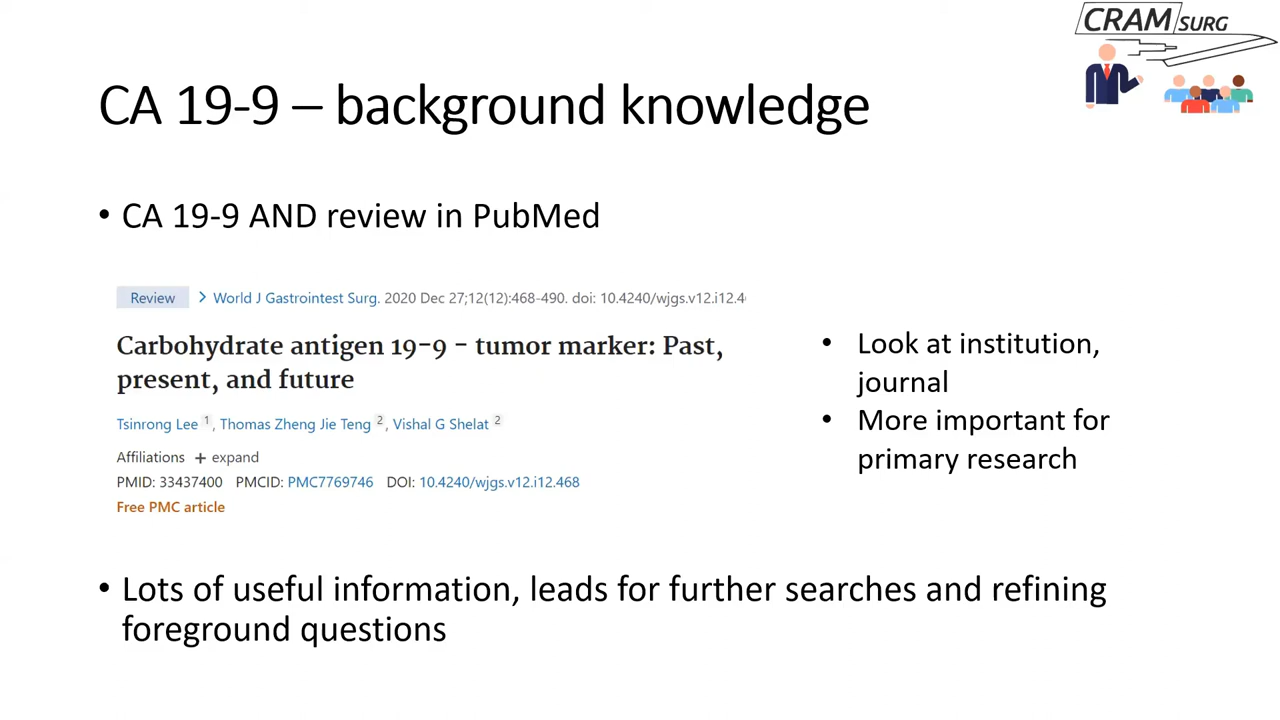 CRAM SURG
CA 19-9 – background knowledge
• CA 19-9 AND review in PubMed
Review > World J Gastrointest Surg. 2020 Dec 27;12(12):468-490. doi: 10.4240/wjgs.v12.i12.4
Carbohydrate antigen 19-9 - tumor marker: Past,
present, and future
Tsinrong Lee 1, Thomas Zheng Jie Teng 2, Vishal G Shelat 2
Affiliations + expand
PMID: 33437400 PMCID: PMC7769746 DOI: 10.4240/wjgs.v12.i12.468
Free PMC article
• Look at institution,
journal
• More important for
primary research
• Lots of useful information, leads for further searches and refining
foreground questions